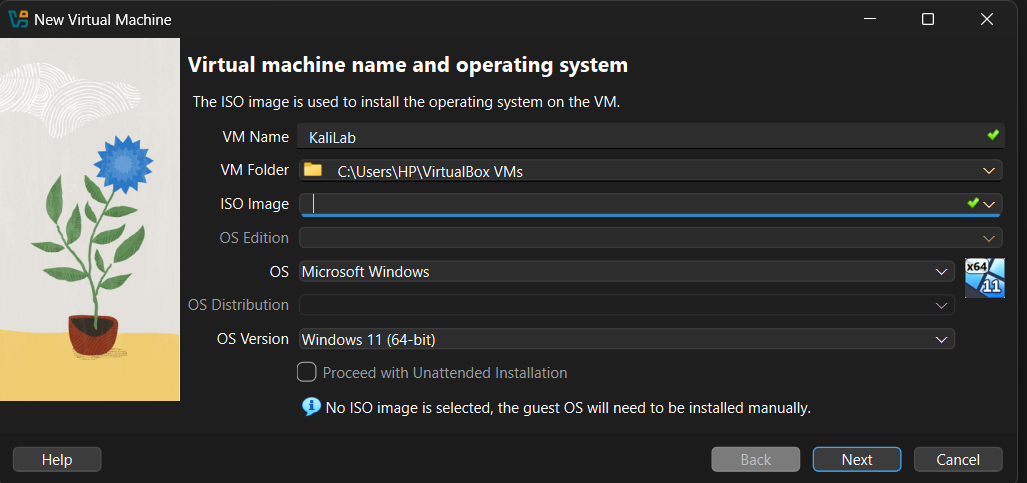 New Virtual Machine
Virtual machine name and operating system
The ISO image is used to install the operating system on the VM.
VM Name KaliLab
VM Folder C:\Users\HP\VirtualBox VMs
ISO Image
OS Edition
OS Microsoft Windows
x64
11
OS Distribution
OS Version Windows 11 (64-bit)
Proceed with Unattended Installation
No ISO image is selected, the guest OS will need to be installed manually.
Help Back Next Cancel